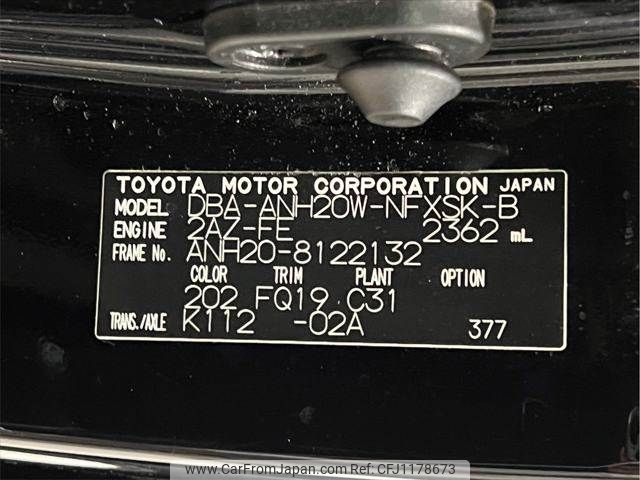 TOYOTA MOTOR CORPORATION JAPAN
MODEL DBA-ANH20W-NFXSK-B
ENGINE 2AZ-FE 2362 mL
FRAME No. ANH20-8122132
COLOR TRIM PLANT OPTION
202 FQ19 C31
TRANS./AXLE K112 -02A 377
www.CarFromJapan.com CFJ1178673